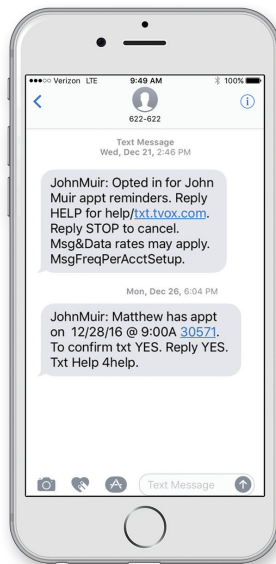 Verizon LTE 9:49 AM 100%
622-622
Text Message
Wed, Dec 21, 2:46 PM
JohnMuir: Opted in for John
Muir appt reminders. Reply
HELP for help/txt.tvox.com.
Reply STOP to cancel.
Msg&Data rates may apply.
MsgFreqPerAcctSetup.
Mon, Dec 26, 6:04 PM
JohnMuir: Matthew has appt
on 12/28/16 @ 9:00A 30571.
To confirm txt YES. Reply YES.
Txt Help 4help.
Text Message